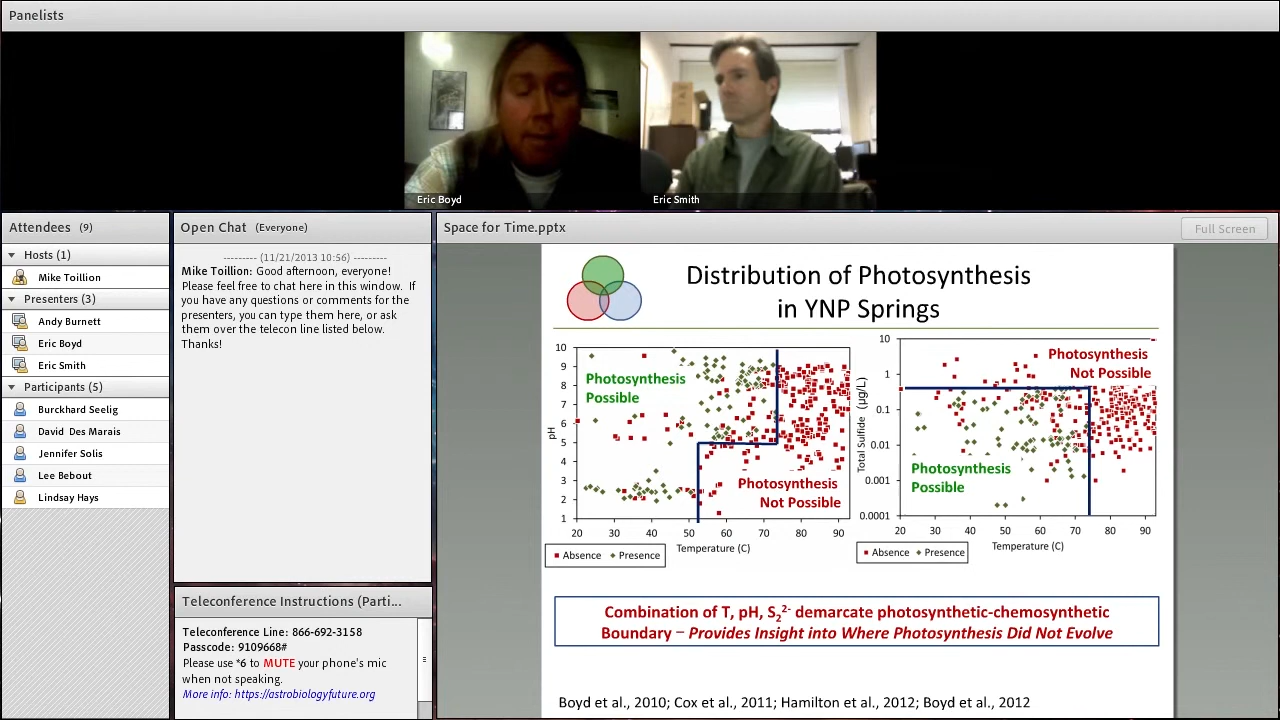 Panelists
Eric Boyd
Eric Smith
Attendees (9)
Hosts (1)
Mike Toillion
Presenters (3)
Andy Burnett
Eric Boyd
Eric Smith
Participants (5)
Burckhard Seelig
David Des Marais
Jennifer Solis
Lee Bebout
Lindsay Hays
Open Chat (Everyone)
--------- (11/21/2013 10:56) ---------
Mike Toillion: Good afternoon, everyone!
Please feel free to chat here in this window. If
you have any questions or comments for the
presenters, you can type them here, or ask
them over the telecon line listed below.
Thanks!
Teleconference Instructions (Parti...
Teleconference Line: 866-692-3158
Passcode: 9109668#
Please use *6 to MUTE your phone's mic
when not speaking.
More info: https://astrobiologyfuture.org
Space for Time.pptx
Full Screen
Distribution of Photosynthesis
in YNP Springs
10
9
8
7
6
5
4
3
2
1
pH
Photosynthesis
Possible
Photosynthesis
Not Possible
20 30 40 50 60 70 80 90
Temperature (C)
Absence Presence
10
1
0.1
0.01
0.001
0.0001
Total Sulfide (µg/L)
Photosynthesis
Not Possible
Photosynthesis
Possible
20 30 40 50 60 70 80 90
Temperature (C)
Absence Presence
Combination of T, pH, S₂²⁻ demarcate photosynthetic-chemosynthetic
Boundary – Provides Insight into Where Photosynthesis Did Not Evolve
Boyd et al., 2010; Cox et al., 2011; Hamilton et al., 2012; Boyd et al., 2012